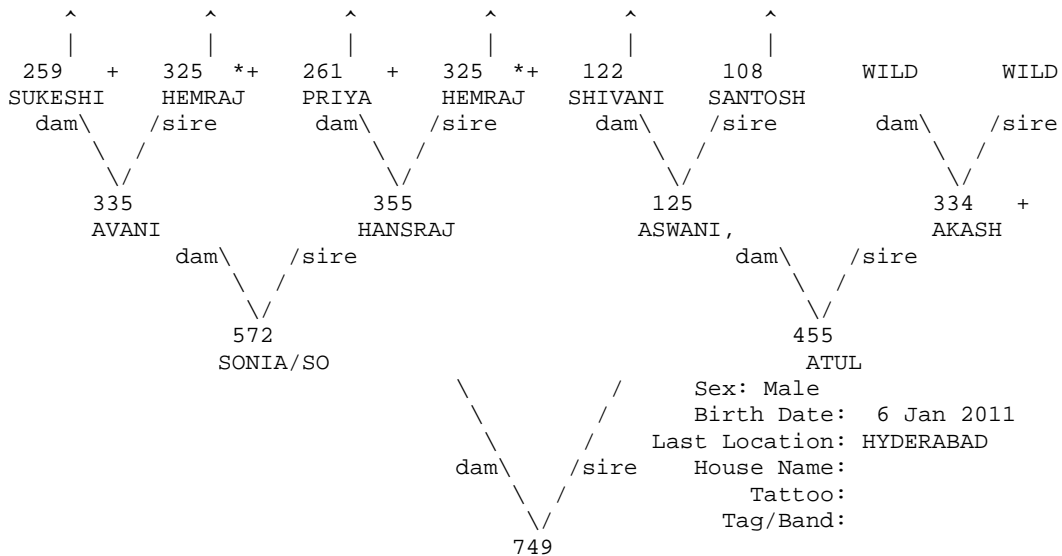 ^ ^ ^ ^ ^ ^
| | | | | |
259 + 325 *+ 261 + 325 *+ 122 108 WILD WILD
SUKESHI HEMRAJ PRIYA HEMRAJ SHIVANI SANTOSH
dam\ /sire dam\ /sire dam\ /sire dam\ /sire
\ / \ / \ / \ /
\/ \/ \/ \/
335 355 125 334 +
AVANI HANSRAJ ASWANI, AKASH
dam\ /sire dam\ /sire
\ / \ /
\/ \/
572 455
SONIA/SO ATUL
\ / Sex: Male
\ / Birth Date: 6 Jan 2011
\ / Last Location: HYDERABAD
dam\ /sire House Name:
\ / Tattoo:
\/ Tag/Band:
749